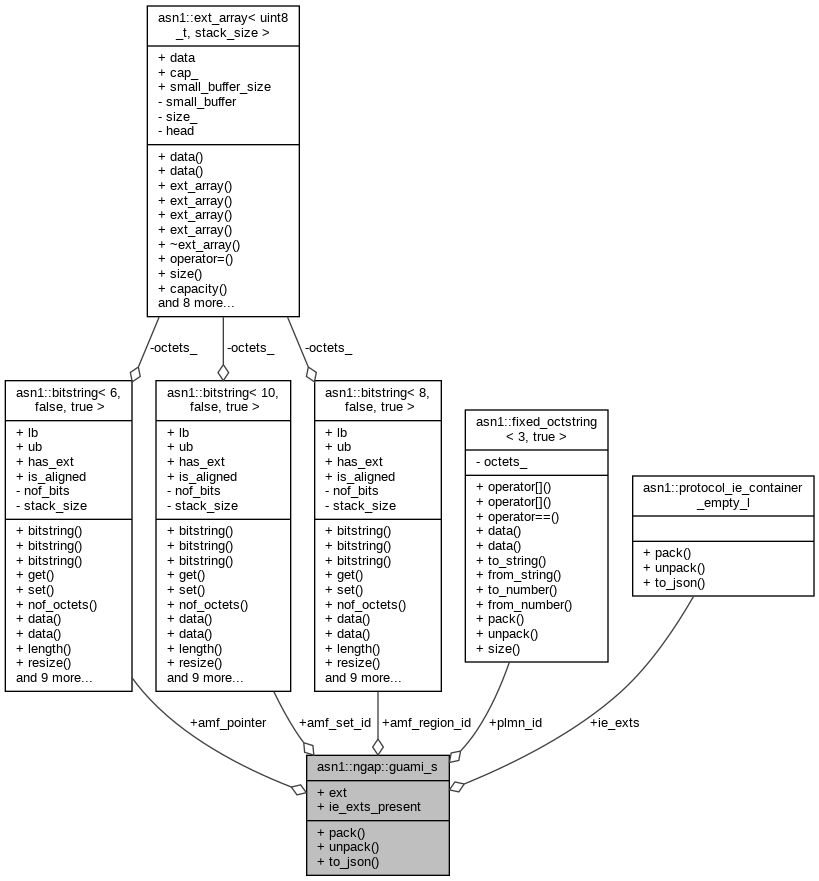 asn1::ext_array< uint8
_t, stack_size >
+ data
+ cap_
+ small_buffer_size
- small_buffer
- size_
- head
+ data()
+ data()
+ ext_array()
+ ext_array()
+ ext_array()
+ ext_array()
+ ~ext_array()
+ operator=()
+ size()
+ capacity()
and 8 more...
-octets_
-octets_
-octets_
asn1::bitstring< 6,
false, true >
+ lb
+ ub
+ has_ext
+ is_aligned
- nof_bits
- stack_size
+ bitstring()
+ bitstring()
+ bitstring()
+ get()
+ set()
+ nof_octets()
+ data()
+ data()
+ length()
+ resize()
and 9 more...
asn1::bitstring< 10,
false, true >
+ lb
+ ub
+ has_ext
+ is_aligned
- nof_bits
- stack_size
+ bitstring()
+ bitstring()
+ bitstring()
+ get()
+ set()
+ nof_octets()
+ data()
+ data()
+ length()
+ resize()
and 9 more...
asn1::bitstring< 8,
false, true >
+ lb
+ ub
+ has_ext
+ is_aligned
- nof_bits
- stack_size
+ bitstring()
+ bitstring()
+ bitstring()
+ get()
+ set()
+ nof_octets()
+ data()
+ data()
+ length()
+ resize()
and 9 more...
asn1::fixed_octstring
< 3, true >
- octets_
+ operator[]()
+ operator[]()
+ operator==()
+ data()
+ data()
+ to_string()
+ from_string()
+ to_number()
+ from_number()
+ pack()
+ unpack()
+ size()
asn1::protocol_ie_container
_empty_l
+ pack()
+ unpack()
+ to_json()
+amf_pointer
+amf_set_id
+amf_region_id
+plmn_id
+ie_exts
asn1::ngap::guami_s
+ ext
+ ie_exts_present
+ pack()
+ unpack()
+ to_json()